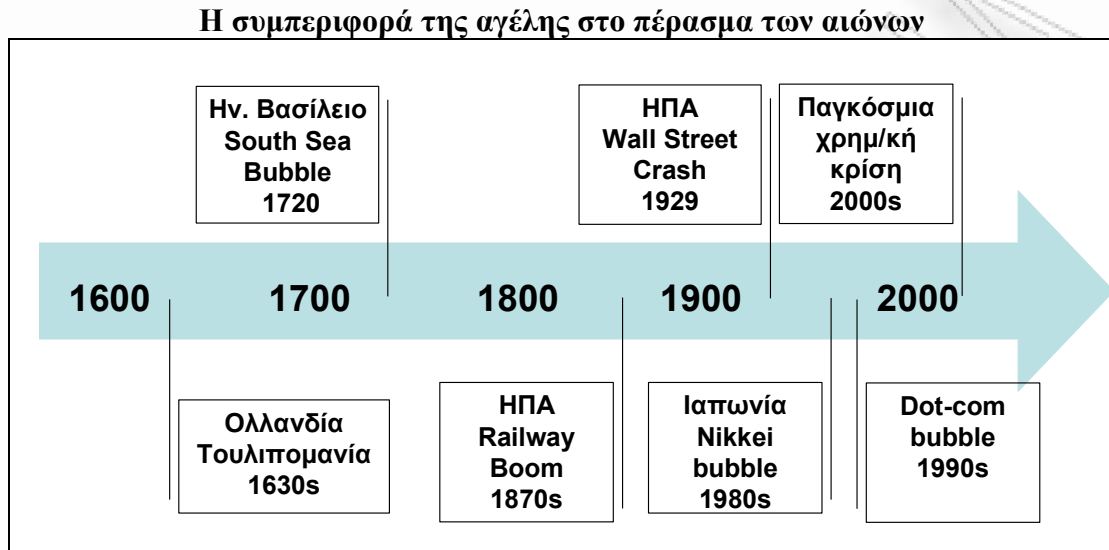 Η συμπεριφορά της αγέλης στο πέρασμα των αιώνων
Ην. Βασίλειο
South Sea
Bubble
1720
ΗΠΑ
Wall Street
Crash
1929
Παγκόσμια
χρημ/κή
κρίση
2000s
1600
1700
1800
1900
2000
Ολλανδία
Τουλιπομανία
1630s
ΗΠΑ
Railway
Boom
1870s
Ιαπωνία
Nikkei
bubble
1980s
Dot-com
bubble
1990s